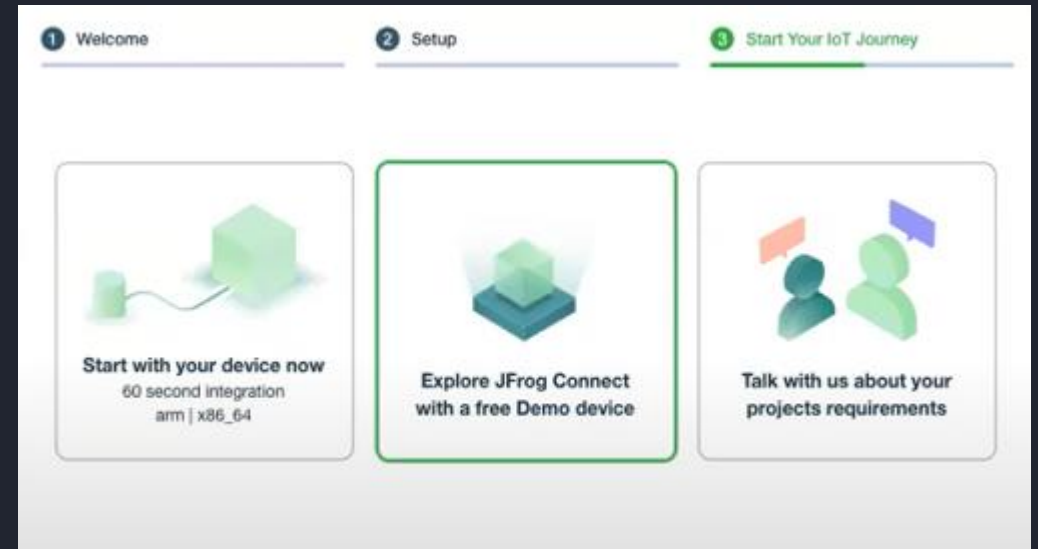 1 Welcome
2 Setup
3 Start Your IoT Journey
Start with your device now
60 second integration
arm | x86_64
Explore JFrog Connect
with a free Demo device
Talk with us about your
projects requirements